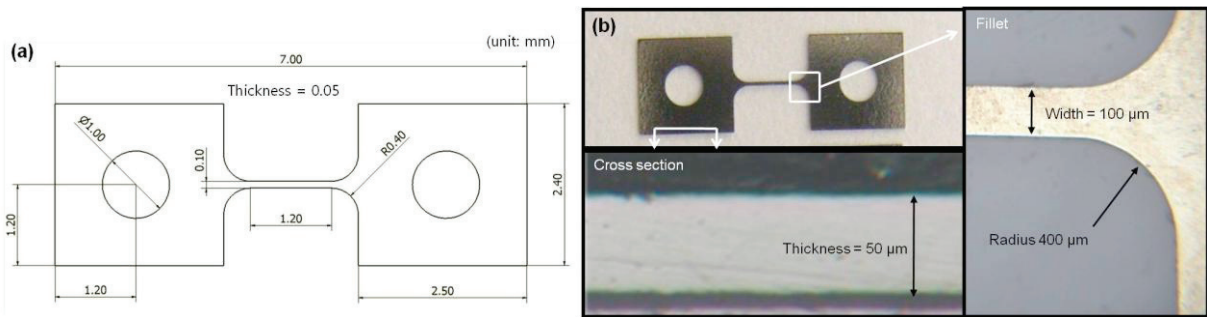 (a)
(unit: mm)
7.00
Thickness = 0.05
Ø1.00
0.10
R0.40
2.40
1.20
1.20
1.20
2.50
(b)
Fillet
Width = 100 µm
Cross section
Thickness = 50 µm
Radius 400 µm